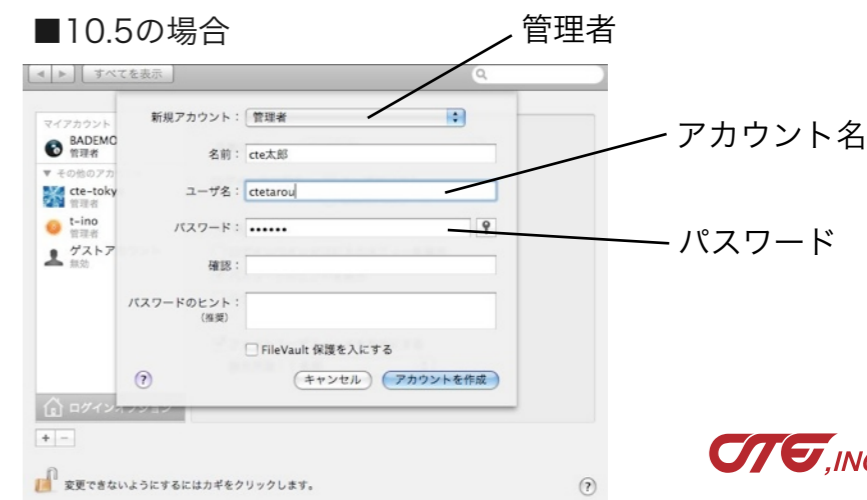 ■10.5の場合
管理者
すべてを表示
マイアカウント
BADEMO
管理者
▼ その他のアカ
cte-toky
管理者
t-ino
管理者
ゲストア
無効
新規アカウント： 管理者
アカウント名
名前： cte太郎
ユーザ名： ctetarou
パスワード： ••••••
パスワード
確認：
パスワードのヒント：
（推奨）
FileVault 保護を入にする
? キャンセル アカウントを作成
ログインオプション
+ −
変更できないようにするにはカギをクリックします。 ?
CTE,INC